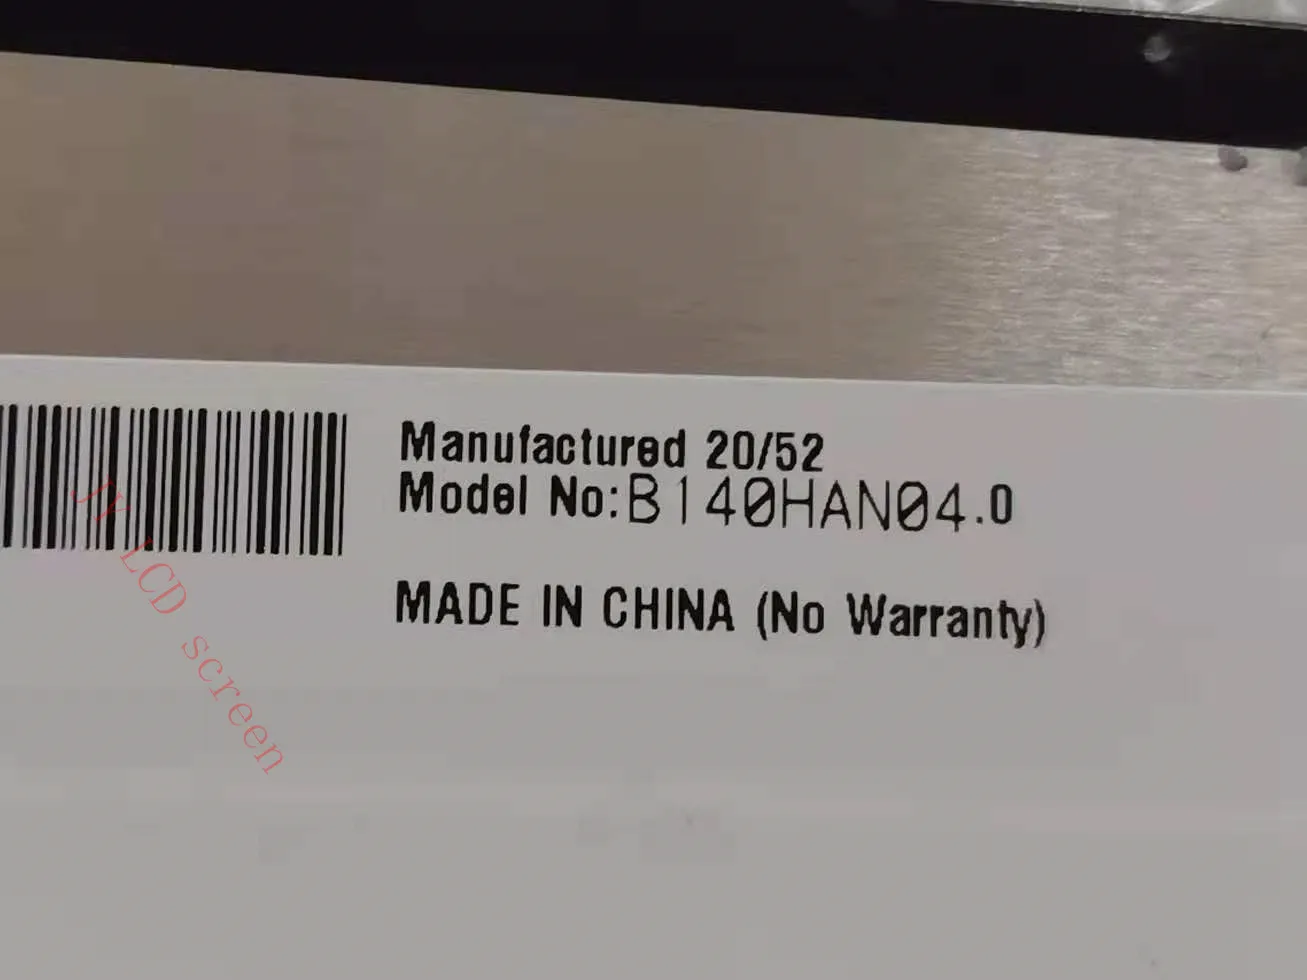 Manufactured 20/52
Model No:B140HAN04.0
MADE IN CHINA (No Warranty)
JY LCD screen